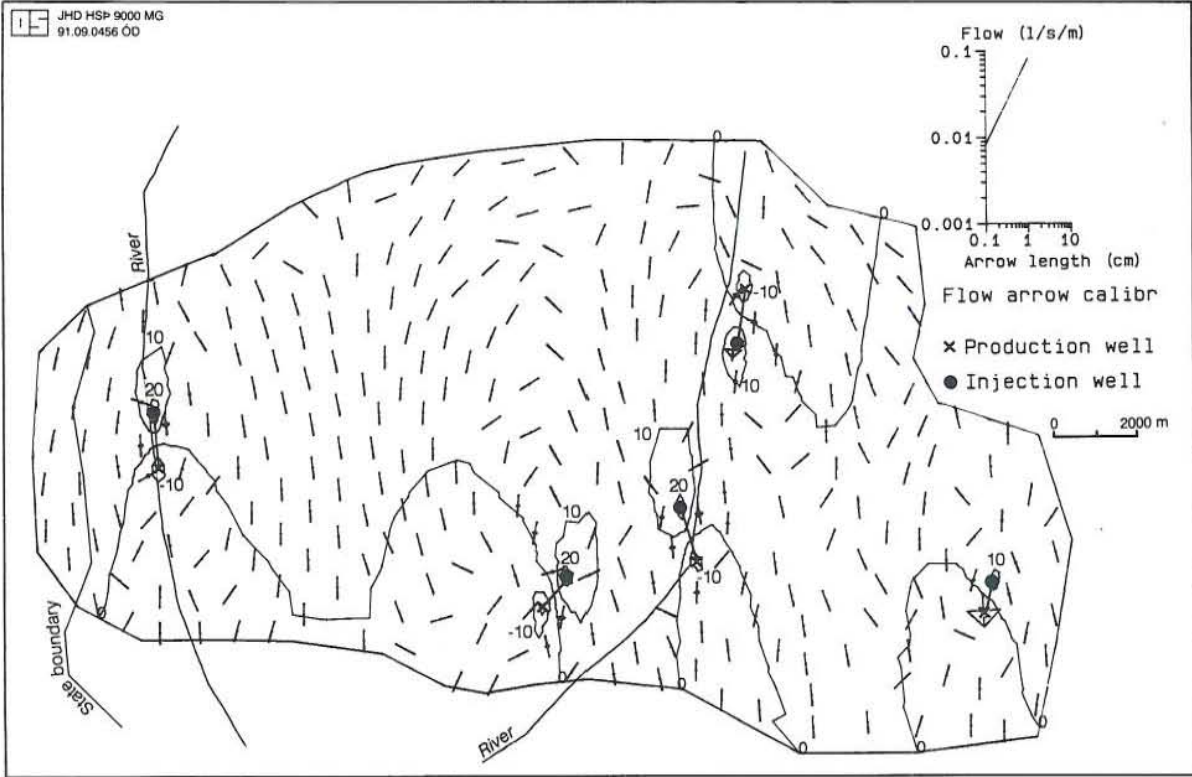 JHD HSÞ 9000 MG
91.09.0456 ÓD
Flow (l/s/m)
0.1
0.01
0.001
0.1 1 10
Arrow length (cm)
Flow arrow calibr
× Production well
● Injection well
0 2000 m
River
State boundary
River
0
0
-10
10
10
20
-10
10
20
-10
10
20
-10
10
0
0
0
0
0
0